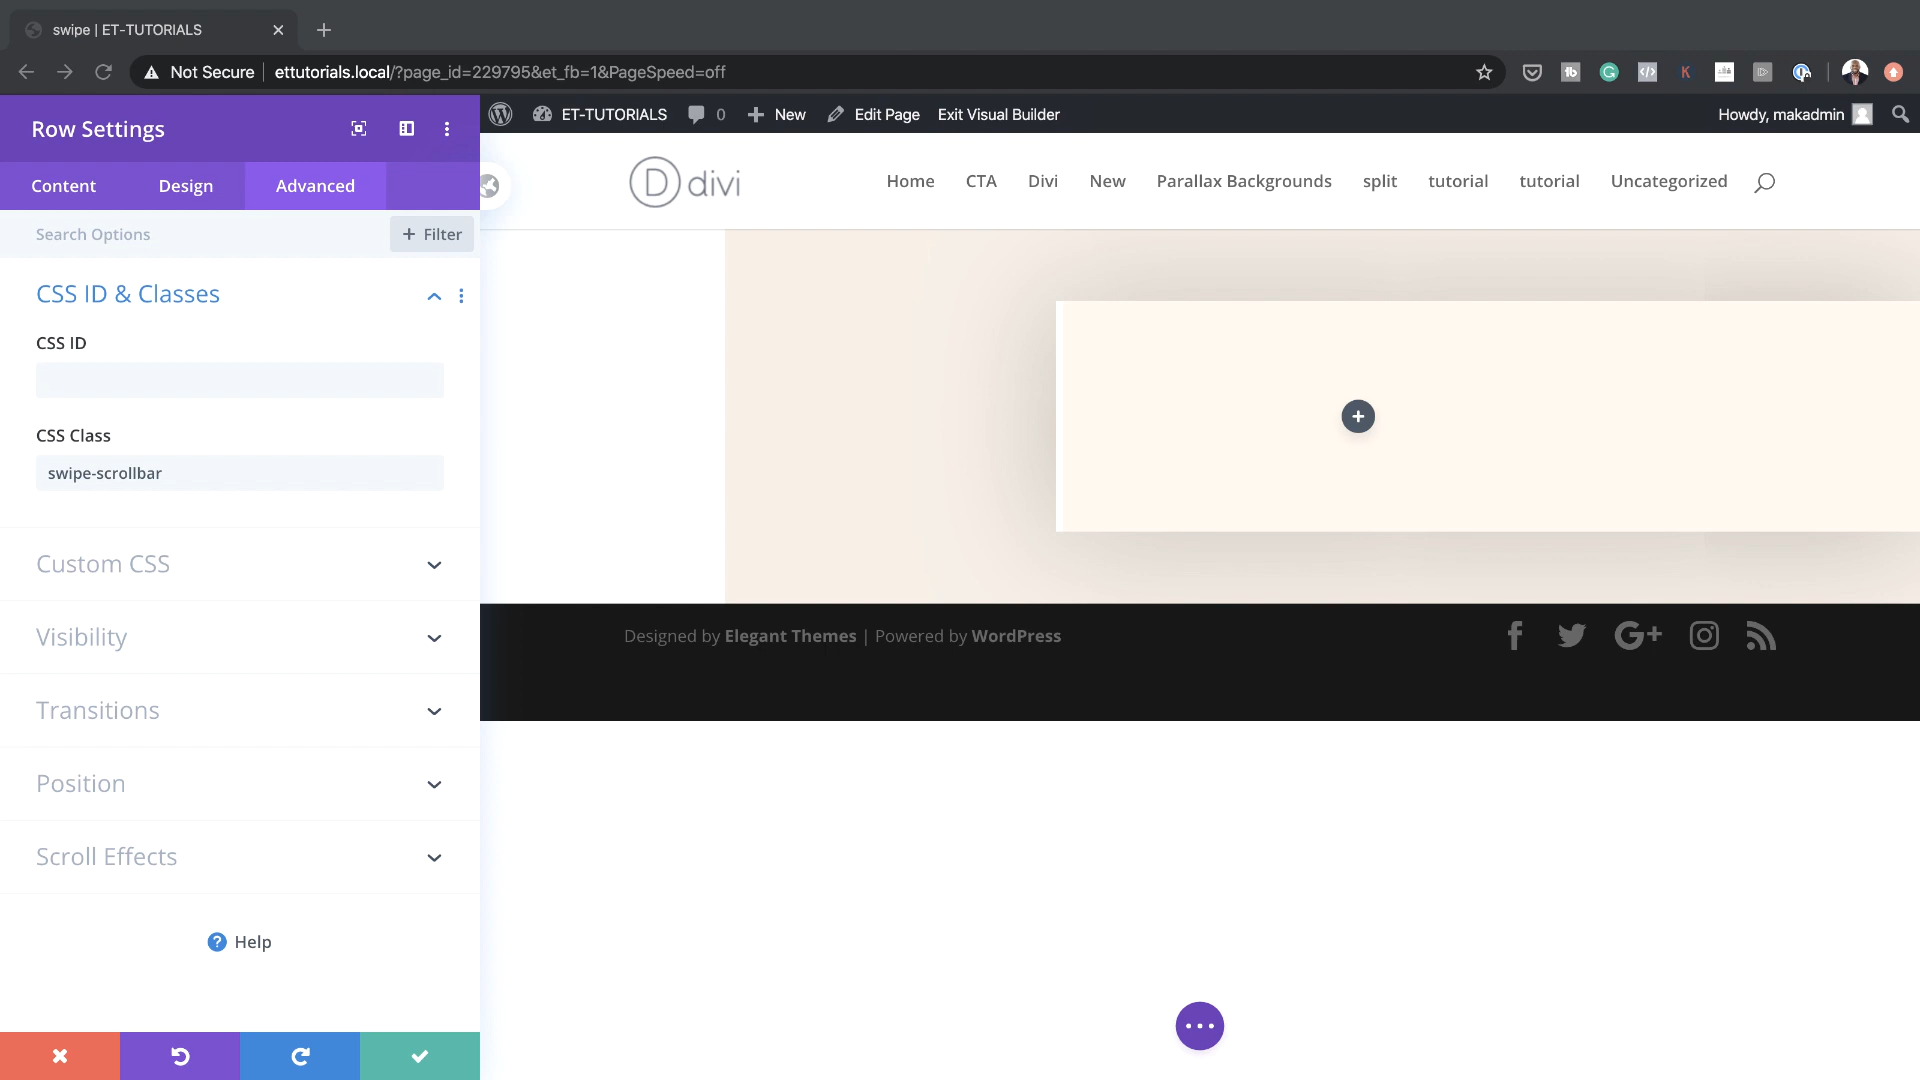 swipe | ET-TUTORIALS
Not Secure
ettutorials.local/?page_id=229795&et_fb=1&PageSpeed=off
ET-TUTORIALS
0
New
Edit Page
Exit Visual Builder
Howdy, makadmin
Row Settings
Content
Design
Advanced
Search Options
+ Filter
CSS ID & Classes
CSS ID
CSS Class
swipe-scrollbar
Custom CSS
Visibility
Transitions
Position
Scroll Effects
? Help
D divi
Home
CTA
Divi
New
Parallax Backgrounds
split
tutorial
tutorial
Uncategorized
Designed by Elegant Themes | Powered by WordPress